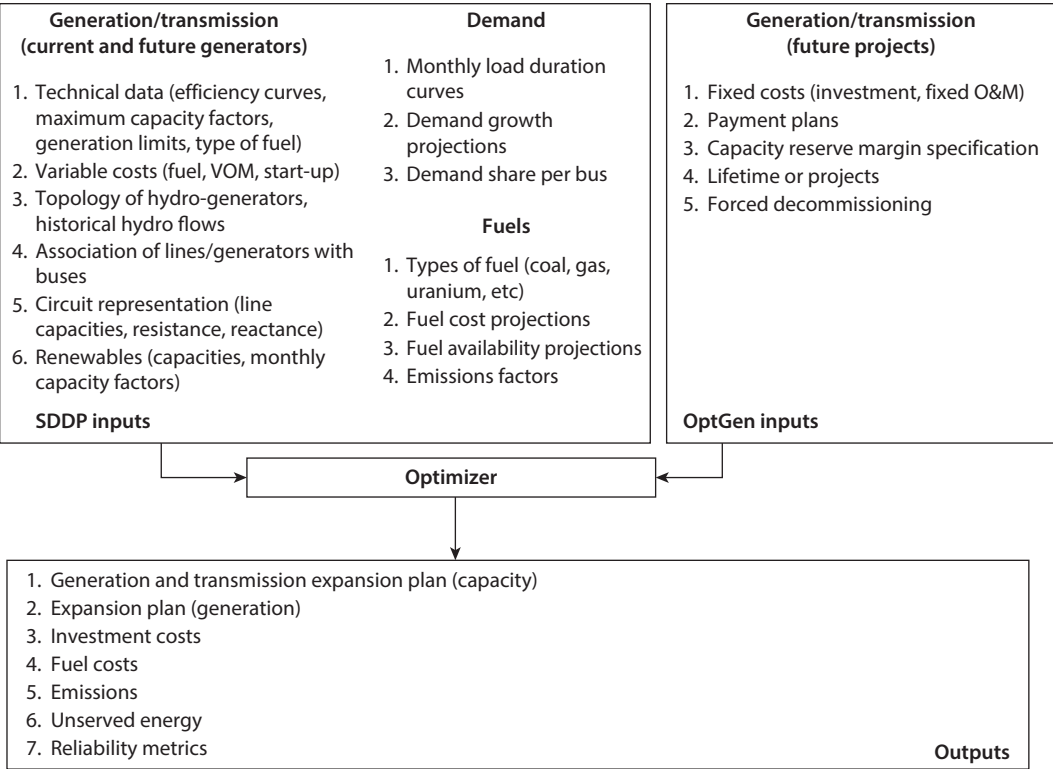 Generation/transmission
(current and future generators)
1. Technical data (efficiency curves,
maximum capacity factors,
generation limits, type of fuel)
2. Variable costs (fuel, VOM, start-up)
3. Topology of hydro-generators,
historical hydro flows
4. Association of lines/generators with
buses
5. Circuit representation (line
capacities, resistance, reactance)
6. Renewables (capacities, monthly
capacity factors)
SDDP inputs
Demand
1. Monthly load duration
curves
2. Demand growth
projections
3. Demand share per bus
Fuels
1. Types of fuel (coal, gas,
uranium, etc)
2. Fuel cost projections
3. Fuel availability projections
4. Emissions factors
Generation/transmission
(future projects)
1. Fixed costs (investment, fixed O&M)
2. Payment plans
3. Capacity reserve margin specification
4. Lifetime or projects
5. Forced decommissioning
OptGen inputs
Optimizer
1. Generation and transmission expansion plan (capacity)
2. Expansion plan (generation)
3. Investment costs
4. Fuel costs
5. Emissions
6. Unserved energy
7. Reliability metrics
Outputs